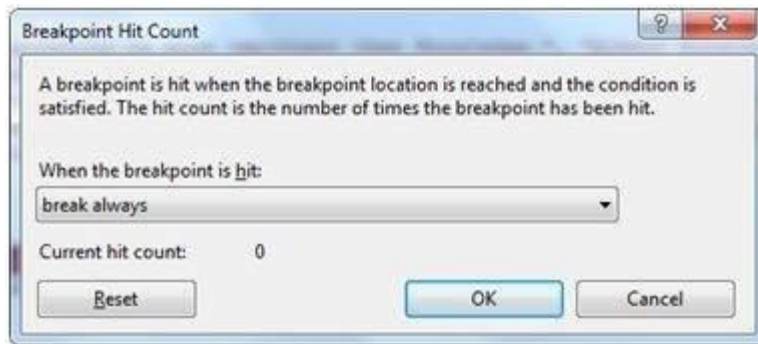 Breakpoint Hit Count
A breakpoint is hit when the breakpoint location is reached and the condition is
satisfied. The hit count is the number of times the breakpoint has been hit.
When the breakpoint is hit:
break always
Current hit count: 0
Reset OK Cancel